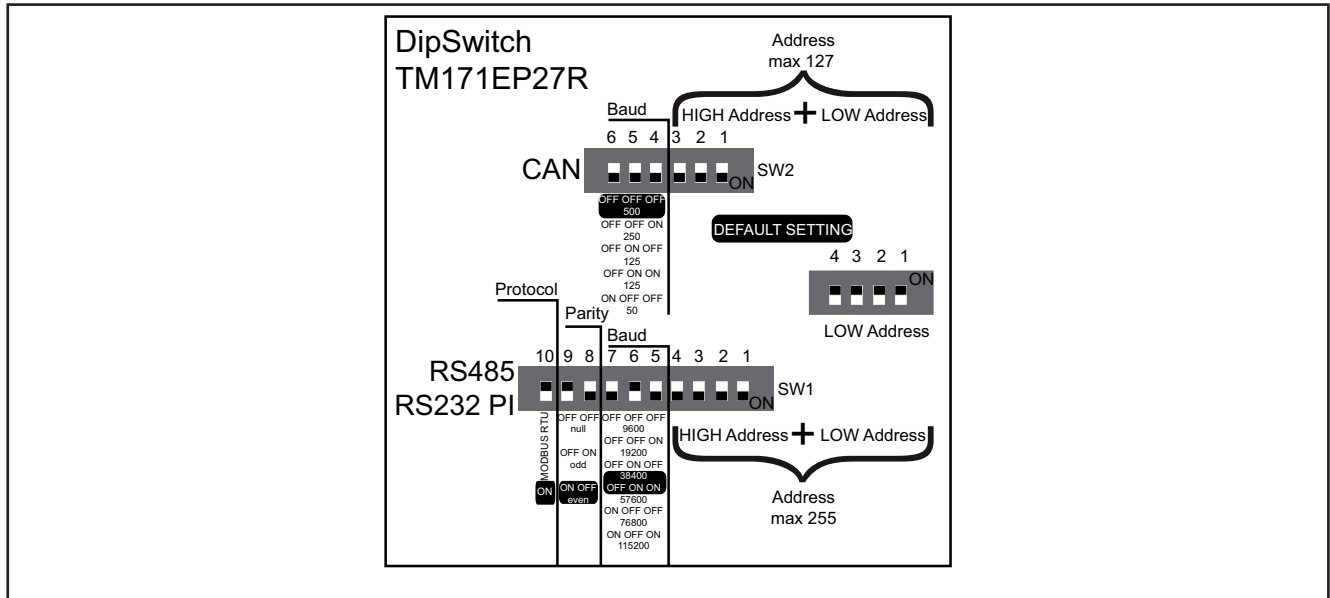 DipSwitch
TM171EP27R
Address
max 127
Baud
HIGH Address + LOW Address
6 5 4 3 2 1
CAN
ON
SW2
OFF OFF OFF
500
OFF OFF ON
250
OFF ON OFF
125
OFF ON ON
125
ON OFF OFF
50
DEFAULT SETTING
4 3 2 1
ON
LOW Address
Protocol
Parity
Baud
10 9 8 7 6 5 4 3 2 1
RS485
RS232 PI
ON
SW1
MODBUS RTU
ON
OFF OFF
null
OFF ON
odd
ON OFF
even
OFF OFF OFF
9600
OFF OFF ON
19200
OFF ON OFF
38400
OFF ON ON
57600
ON OFF OFF
76800
ON OFF ON
115200
HIGH Address + LOW Address
Address
max 255